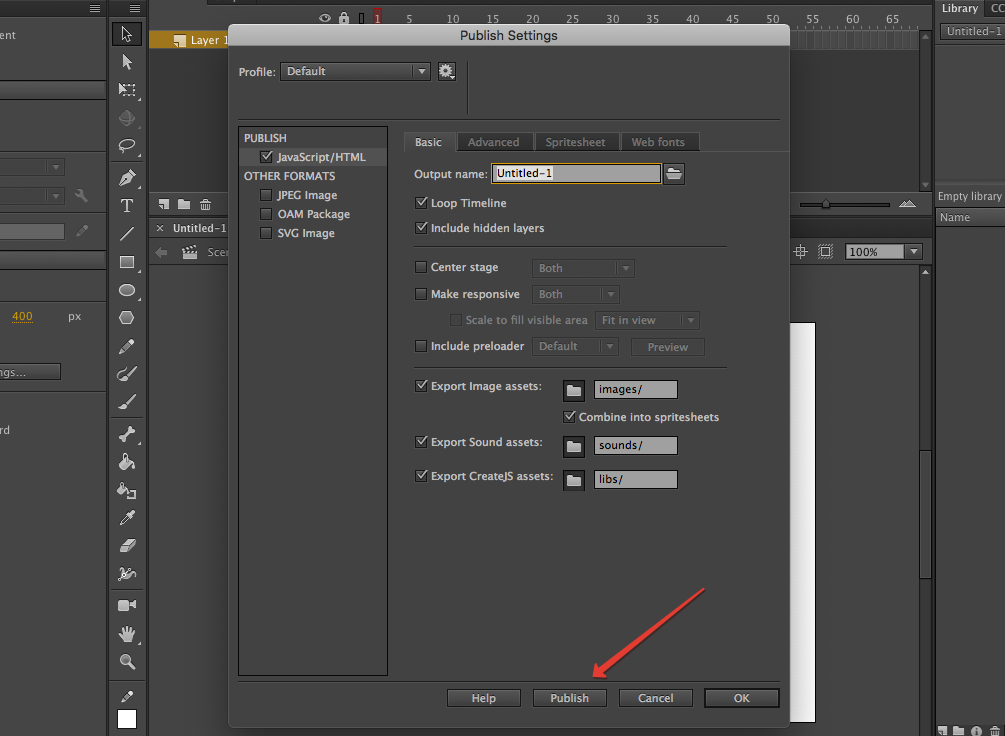 1 5 10 15 20 25 30 35 40 45 50 55 60 65
Library
CC
ent
Layer 1
Untitled-1
Publish Settings
Profile: Default
PUBLISH
JavaScript/HTML
OTHER FORMATS
JPEG Image
OAM Package
SVG Image
Basic Advanced Spritesheet Web fonts
Output name: Untitled-1
Loop Timeline
Include hidden layers
Center stage Both
Make responsive Both
Scale to fill visible area Fit in view
Include preloader Default Preview
Export Image assets: images/
Combine into spritesheets
Export Sound assets: sounds/
Export CreateJS assets: libs/
Help Publish Cancel OK
T
Untitled-1
Scen
100%
Empty library
Name
400 px
ngs...
rd